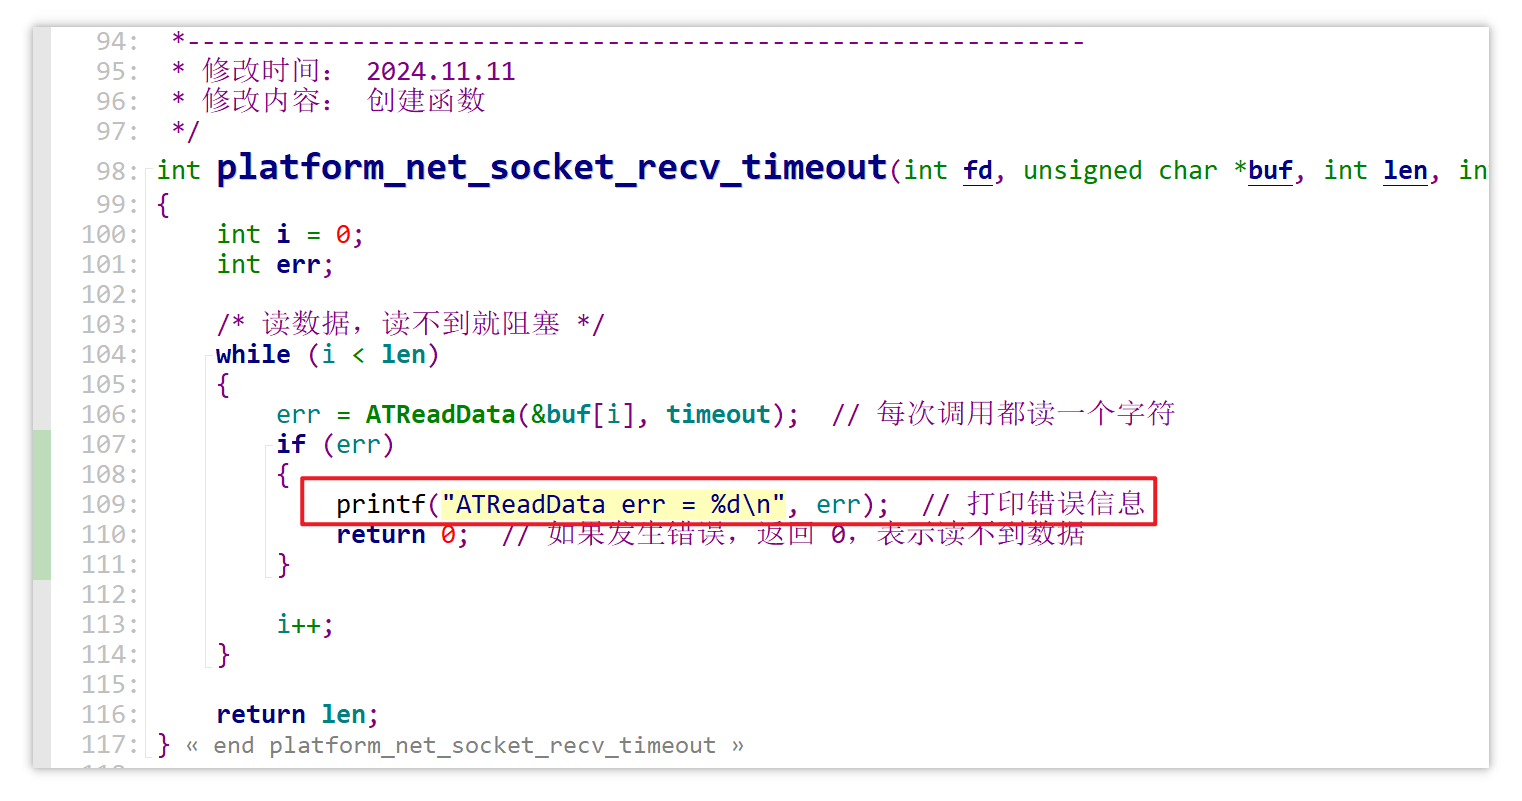 94: *------------------------------------------------------------
95: * 修改时间： 2024.11.11
96: * 修改内容： 创建函数
97: */
98: int platform_net_socket_recv_timeout(int fd, unsigned char *buf, int len, in
99: {
100: int i = 0;
101: int err;
102:
103: /* 读数据，读不到就阻塞 */
104: while (i < len)
105: {
106: err = ATReadData(&buf[i], timeout); // 每次调用都读一个字符
107: if (err)
108: {
109: printf("ATReadData err = %d\n", err); // 打印错误信息
110: return 0; // 如果发生错误，返回 0，表示读不到数据
111: }
112:
113: i++;
114: }
115:
116: return len;
117: } « end platform_net_socket_recv_timeout »